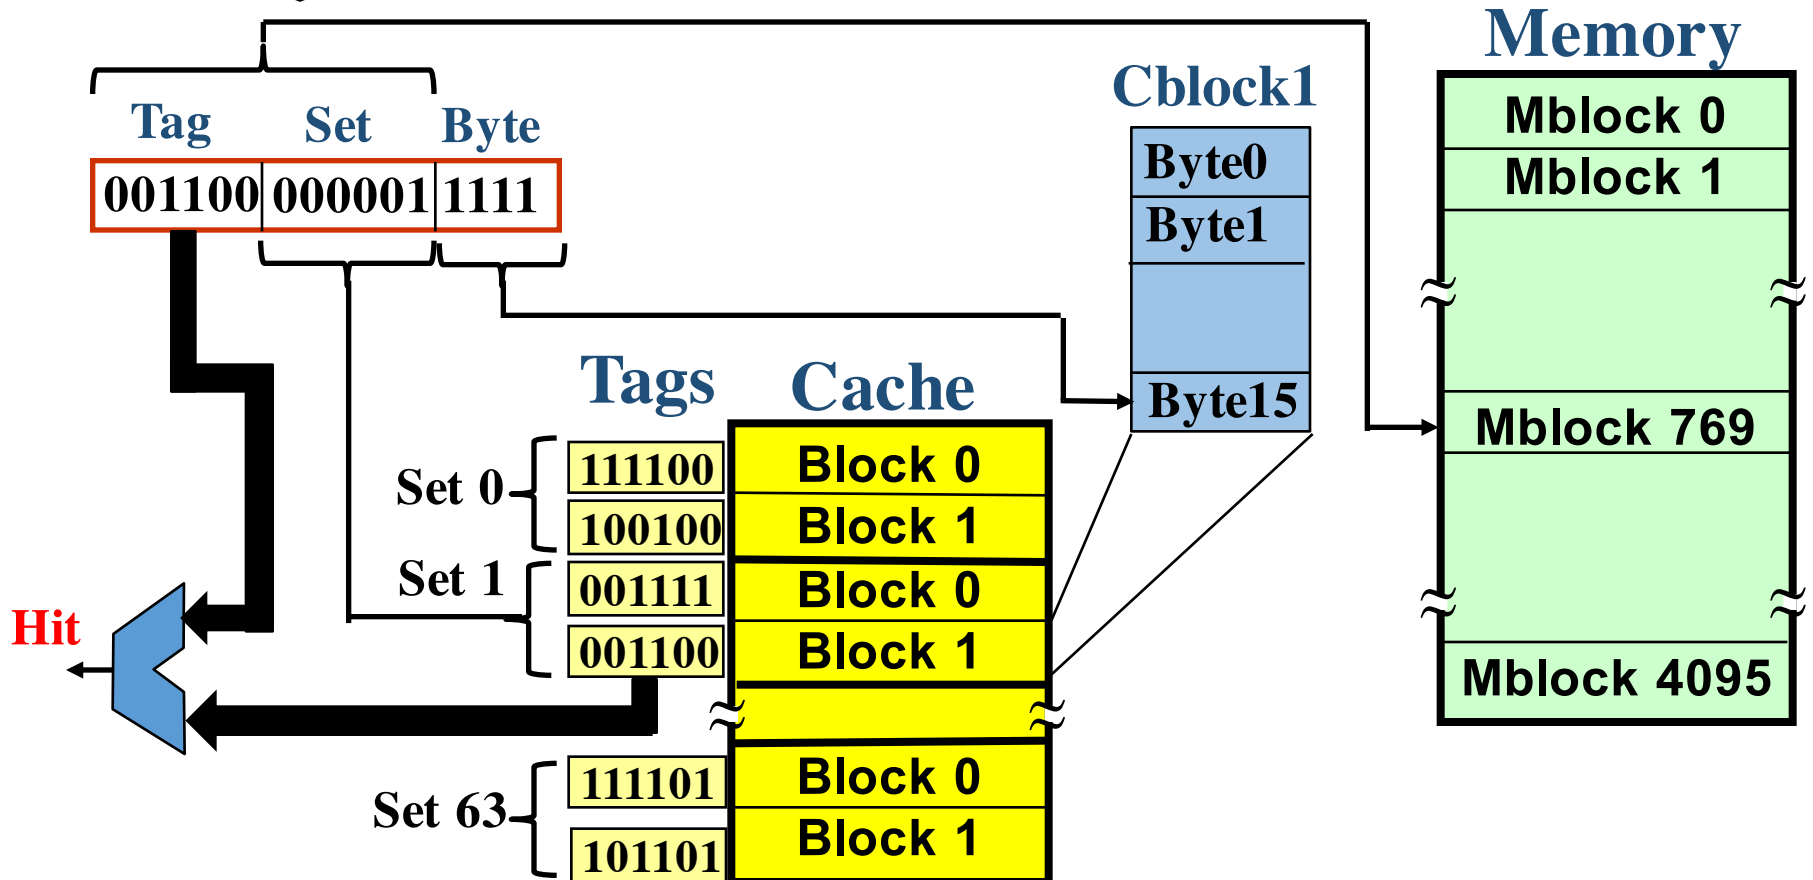 Memory
Cblock1
Tag Set Byte
001100 000001 1111
Mblock 0
Mblock 1
Mblock 769
Mblock 4095
Byte0
Byte1
Byte15
Tags Cache
Set 0
111100 Block 0
100100 Block 1
Set 1
001111 Block 0
001100 Block 1
Hit
Set 63
111101 Block 0
101101 Block 1